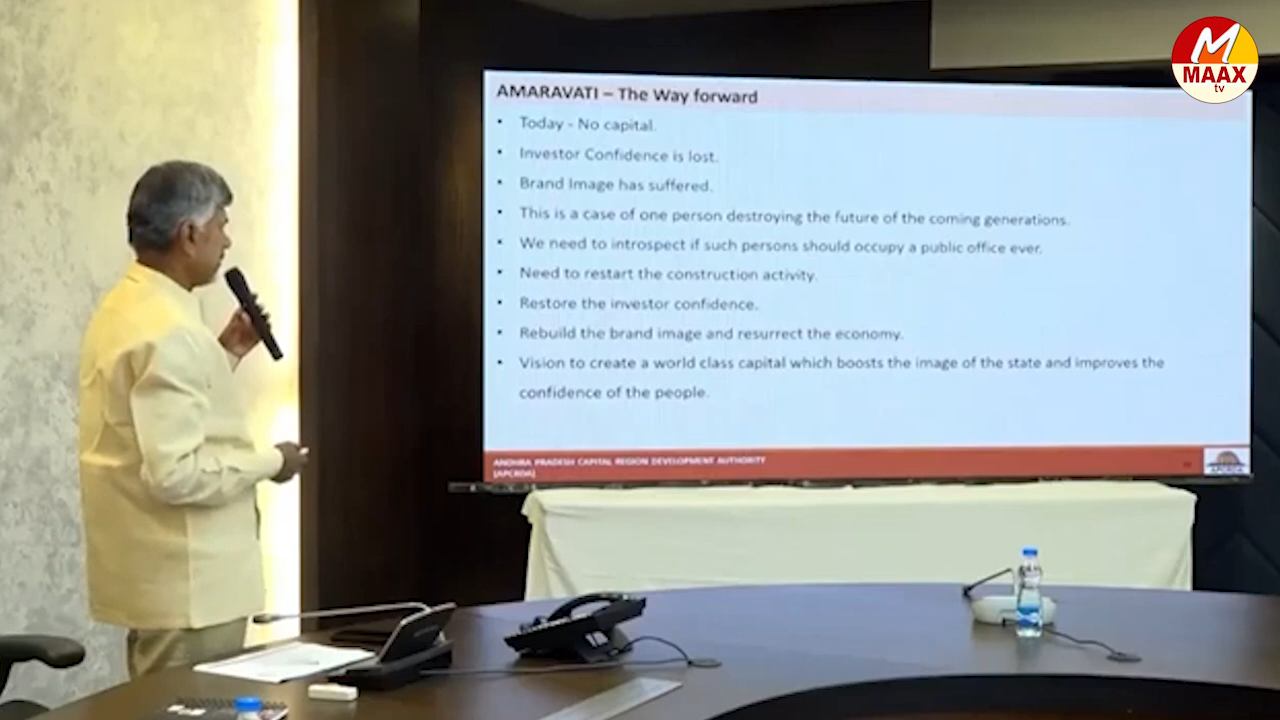 M
MAAX
tv
AMARAVATI – The Way forward
• Today - No capital.
• Investor Confidence is lost.
• Brand Image has suffered.
• This is a case of one person destroying the future of the coming generations.
• We need to introspect if such persons should occupy a public office ever.
• Need to restart the construction activity.
• Restore the investor confidence.
• Rebuild the brand image and resurrect the economy.
• Vision to create a world class capital which boosts the image of the state and improves the
confidence of the people.
ANDHRA PRADESH CAPITAL REGION DEVELOPMENT AUTHORITY
(APCRDA)
APCRDA